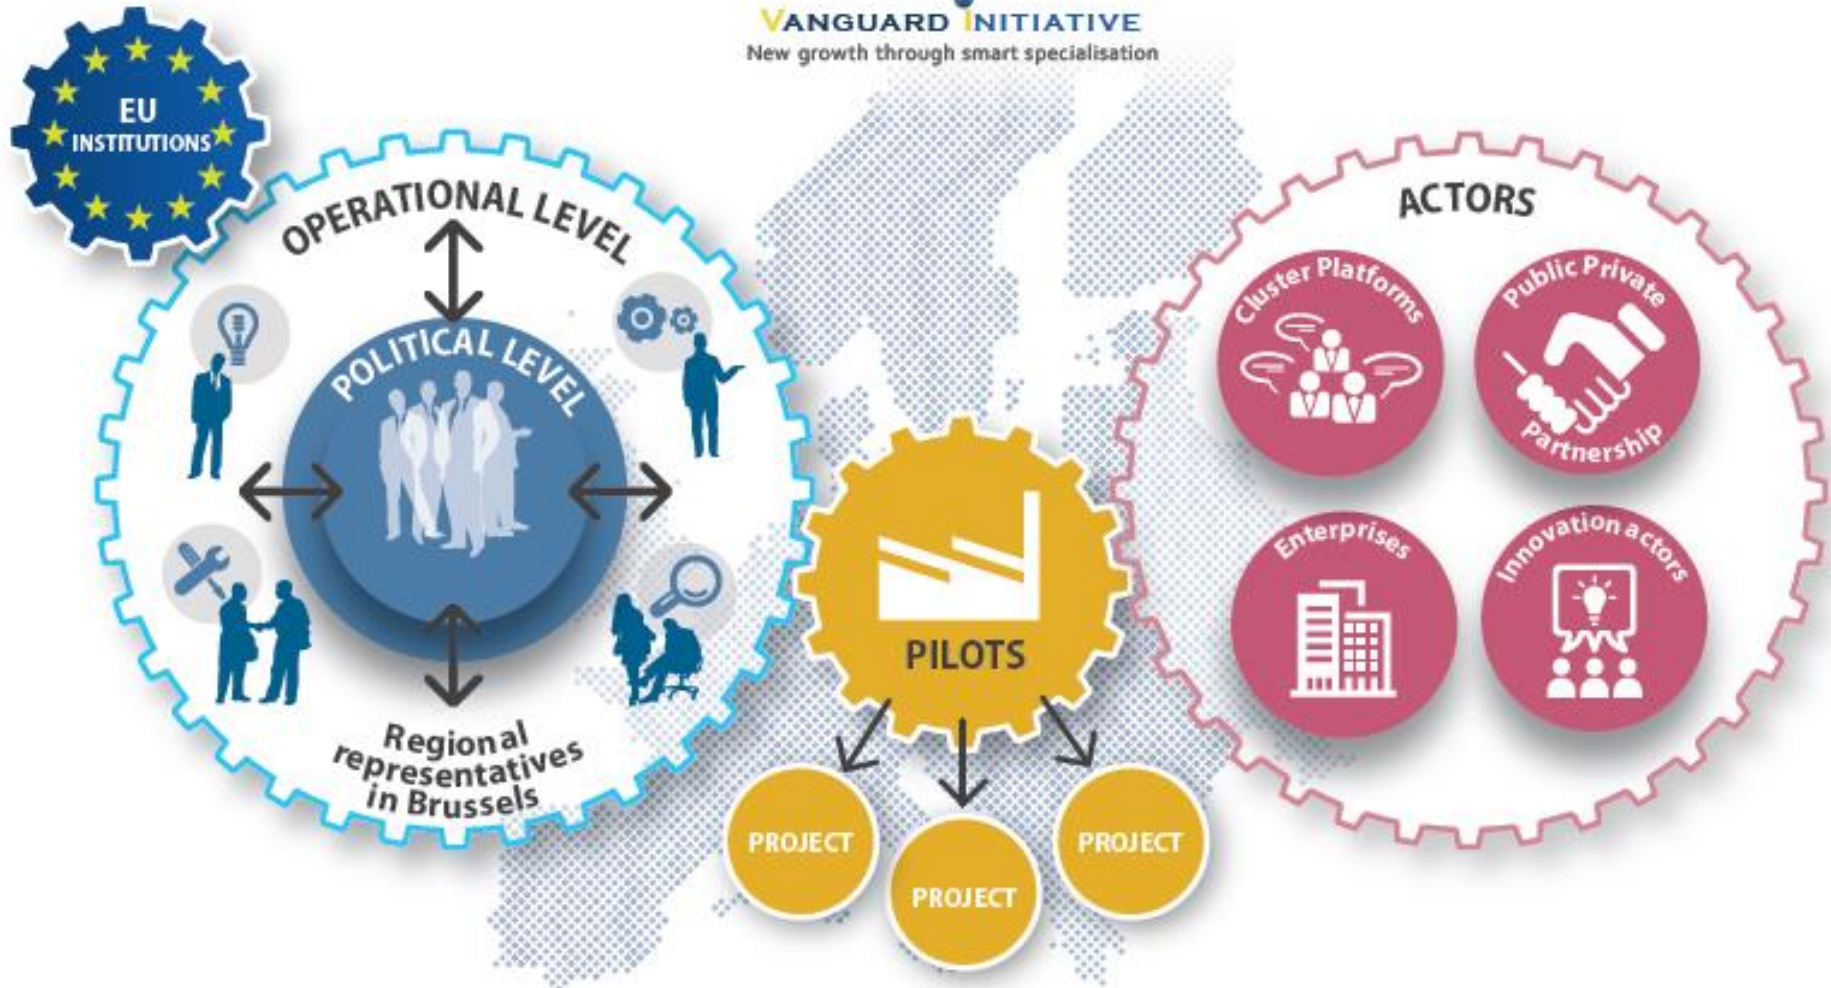 VANGUARD INITIATIVE
New growth through smart specialisation
EU
INSTITUTIONS
OPERATIONAL LEVEL
POLITICAL LEVEL
Regional
representatives
in Brussels
PILOTS
PROJECT
PROJECT
PROJECT
ACTORS
Cluster Platforms
Public Private
Partnership
Enterprises
Innovation actors